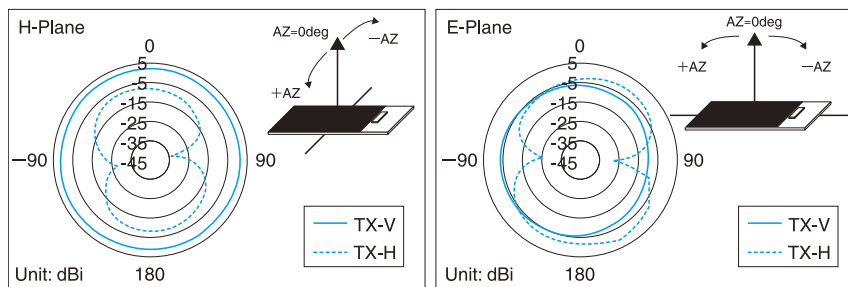 H-Plane
AZ=0deg
—AZ
+AZ
0
5
-5
-15
-25
-35
-45
—90
90
180
TX-V
TX-H
Unit: dBi
E-Plane
AZ=0deg
+AZ
—AZ
0
5
-5
-15
-25
-35
-45
—90
90
180
TX-V
TX-H
Unit: dBi